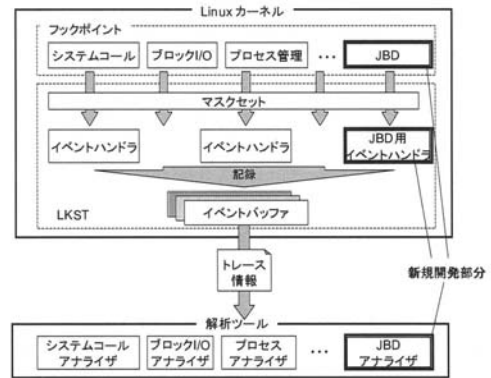 Linuxカーネル
フックポイント
システムコール
ブロックI/O
プロセス管理
…
JBD
マスクセット
イベントハンドラ
イベントハンドラ
JBD用
イベントハンドラ
記録
イベントバッファ
LKST
トレース
情報
新規開発部分
解析ツール
システムコール
アナライザ
ブロックI/O
アナライザ
プロセス
アナライザ
…
JBD
アナライザ